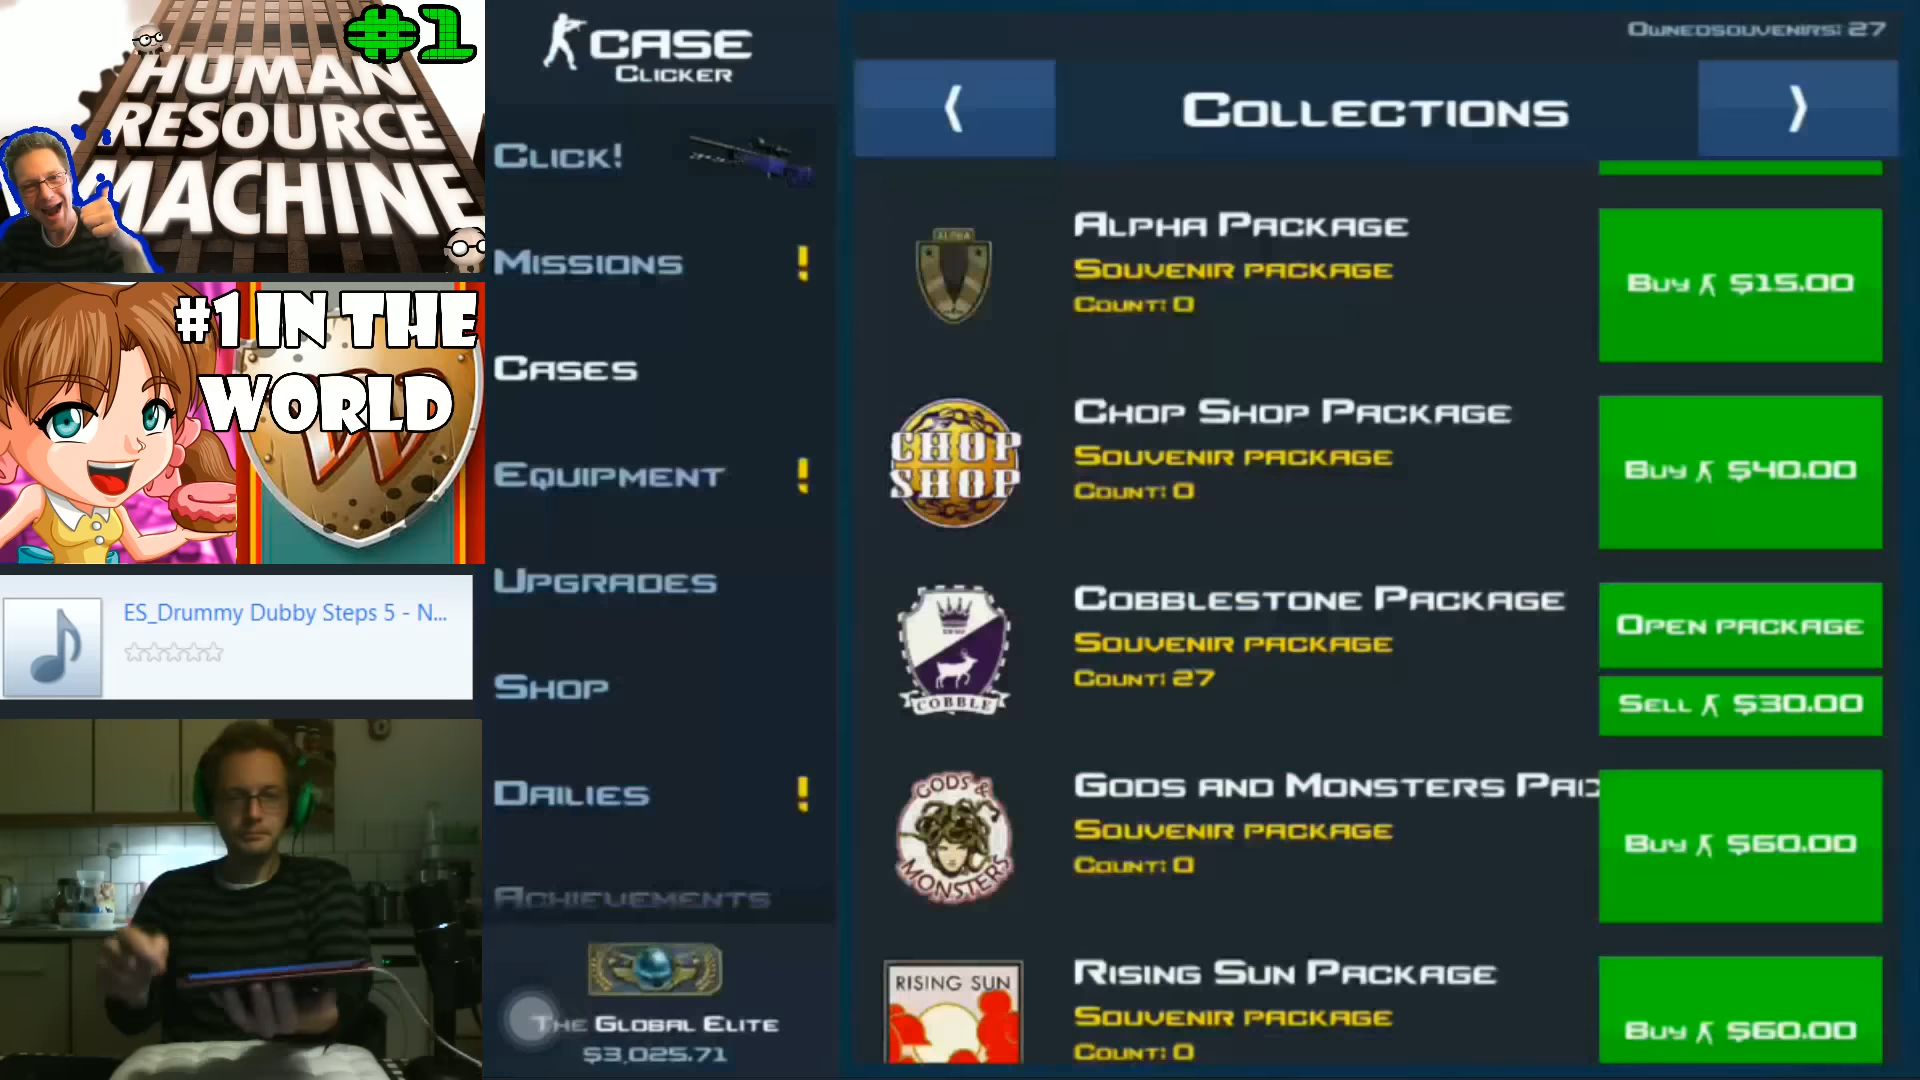 #1
HUMAN
RESOURCE
MACHINE
#1 IN THE
WORLD
ES_Drummy Dubby Steps 5 - N...
CASE
CLICKER
CLICK!
MISSIONS !
CASES
EQUIPMENT !
UPGRADES
SHOP
DAILIES !
ACHIEVEMENTS
THE GLOBAL ELITE
$3,025.71
OWNEDSOUVENIRS: 27
COLLECTIONS
ALPHA
ALPHA PACKAGE
SOUVENIR PACKAGE
COUNT: 0
BUY $15.00
CHOP
SHOP
CHOP SHOP PACKAGE
SOUVENIR PACKAGE
COUNT: 0
BUY $40.00
COBBLE
COBBLESTONE PACKAGE
SOUVENIR PACKAGE
COUNT: 27
OPEN PACKAGE
SELL $30.00
GODS &
MONSTERS
GODS AND MONSTERS PAC
SOUVENIR PACKAGE
COUNT: 0
BUY $60.00
RISING SUN
RISING SUN PACKAGE
SOUVENIR PACKAGE
COUNT: 0
BUY $60.00